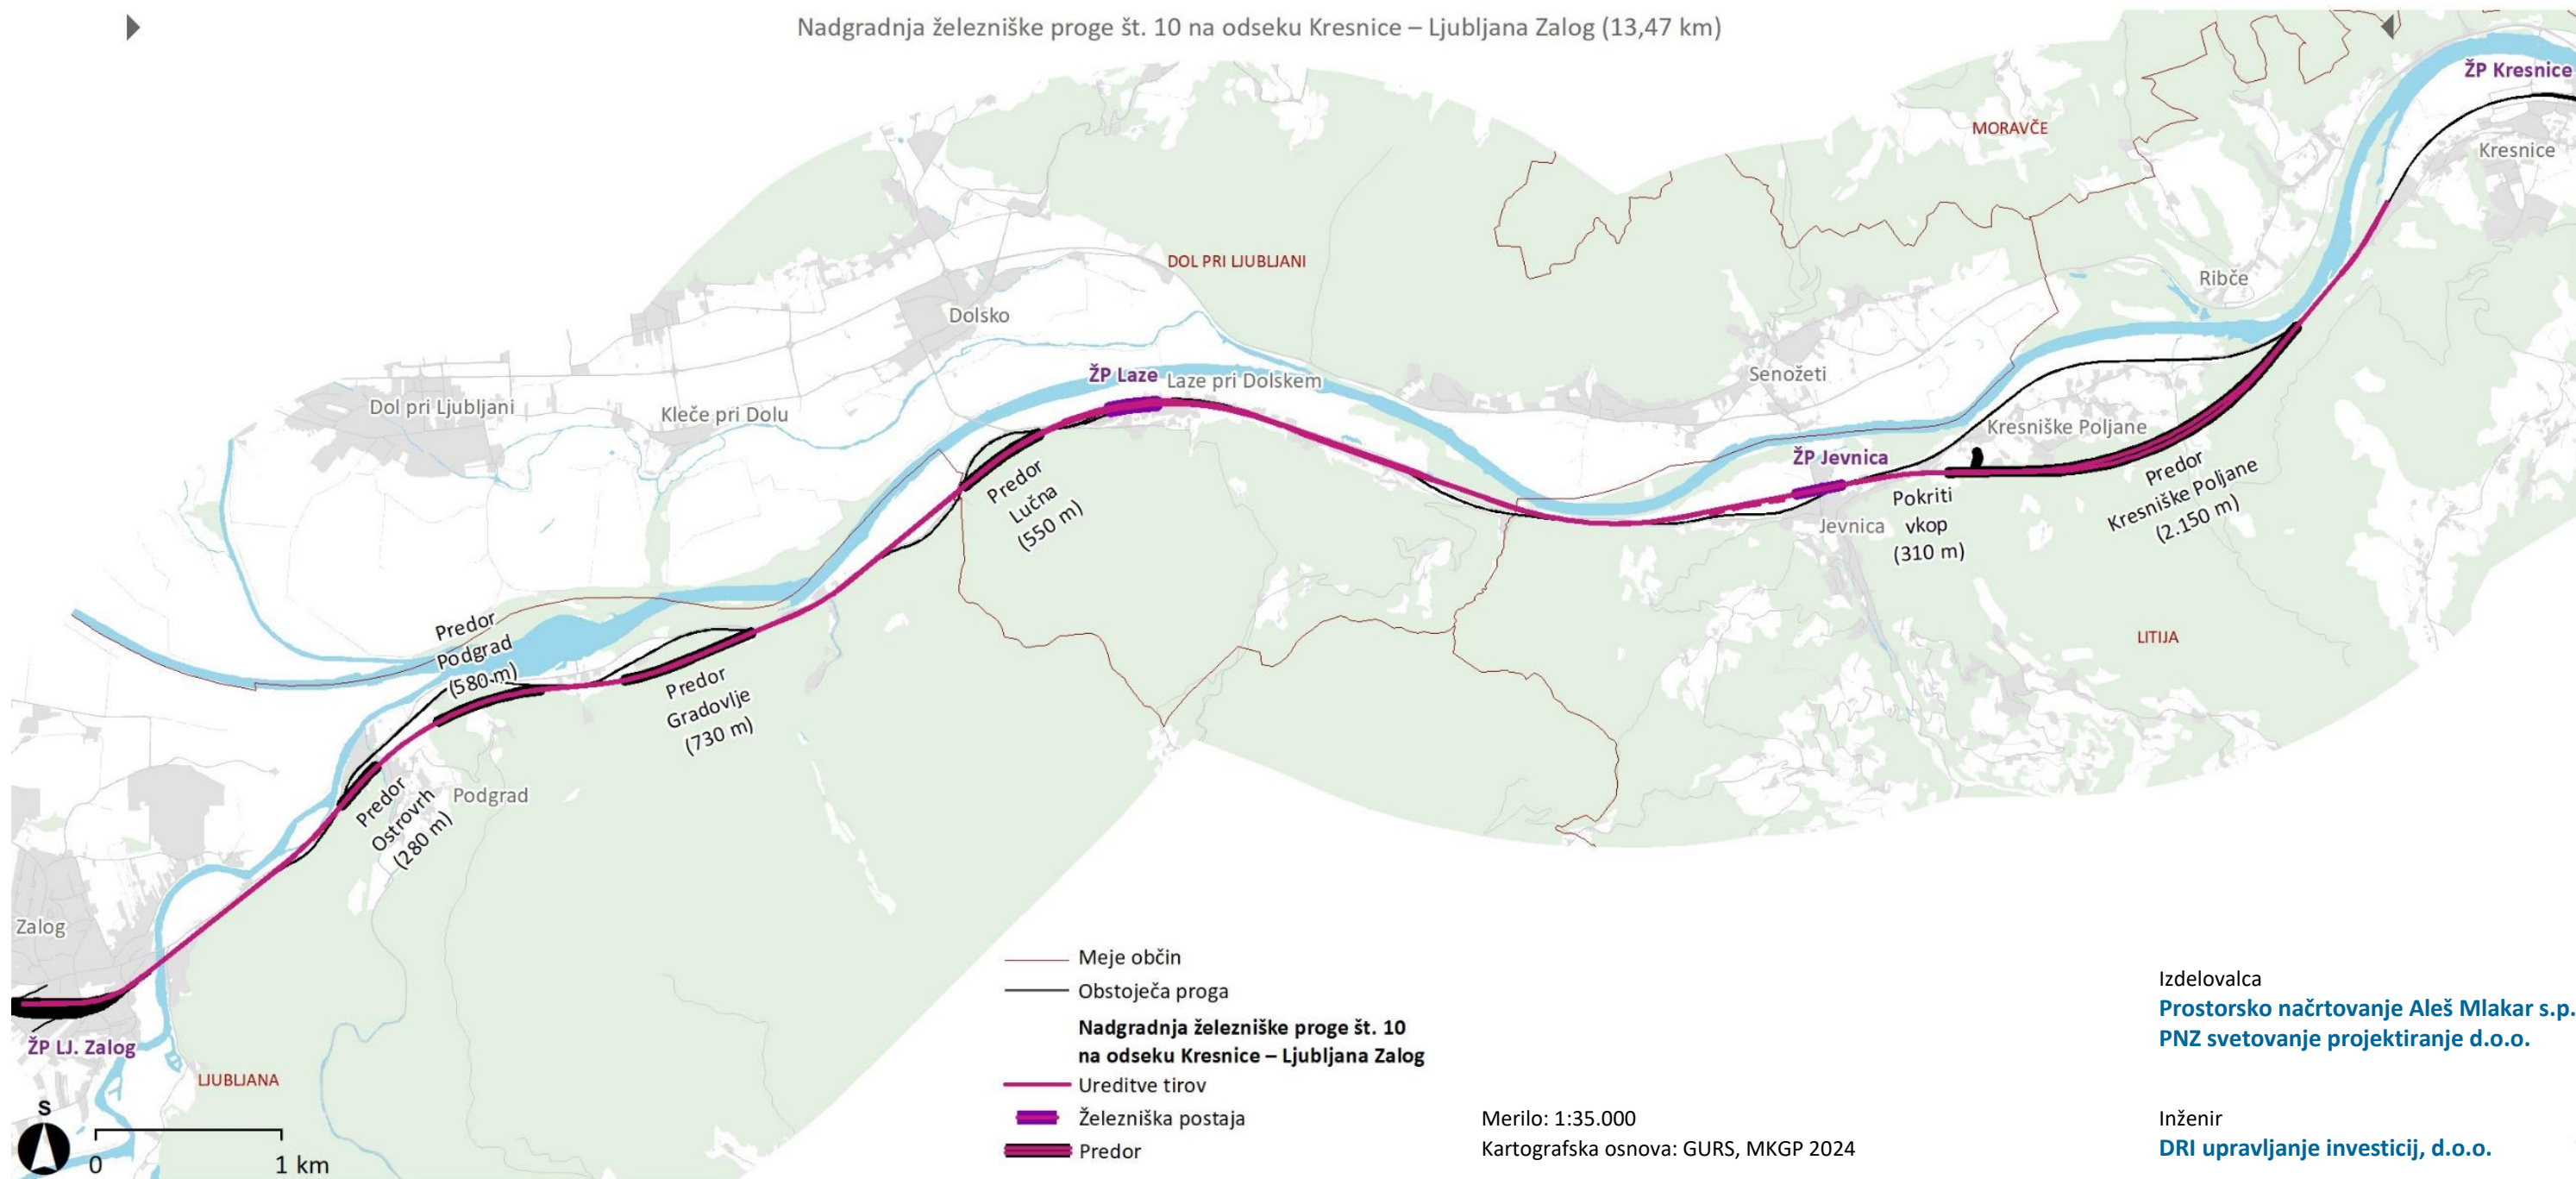 Nadgradnja železniške proge št. 10 na odseku Kresnice – Ljubljana Zalog (13,47 km)
ŽP Kresnice
MORAVČE
Kresnice
DOL PRI LJUBLJANI
Ribče
Dolsko
ŽP Laze
Laze pri Dolskem
Senožeti
Dol pri Ljubljani
Kleče pri Dolu
Kresniške Poljane
ŽP Jevnica
Predor
Lučna
(550 m)
Pokriti
vkop
(310 m)
Jevnica
Predor
Kresniške Poljane
(2.150 m)
Predor
Podgrad
(580 m)
LITIJA
Predor
Gradovlje
(730 m)
Predor
Ostrovrh
(280 m)
Podgrad
Zalog
ŽP LJ. Zalog
LJUBLJANA
S
0
1 km
Meje občin
Obstoječa proga
Nadgradnja železniške proge št. 10
na odseku Kresnice – Ljubljana Zalog
Ureditve tirov
Železniška postaja
Predor
Merilo: 1:35.000
Kartografska osnova: GURS, MKGP 2024
Izdelovalca
Prostorsko načrtovanje Aleš Mlakar s.p.
PNZ svetovanje projektiranje d.o.o.
Inženir
DRI upravljanje investicij, d.o.o.